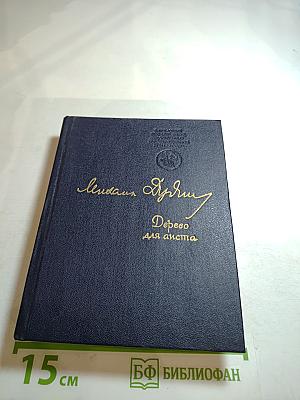 Михаил Дудин
Дерево
для аиста
15 см
БФ БИБЛИОФАН